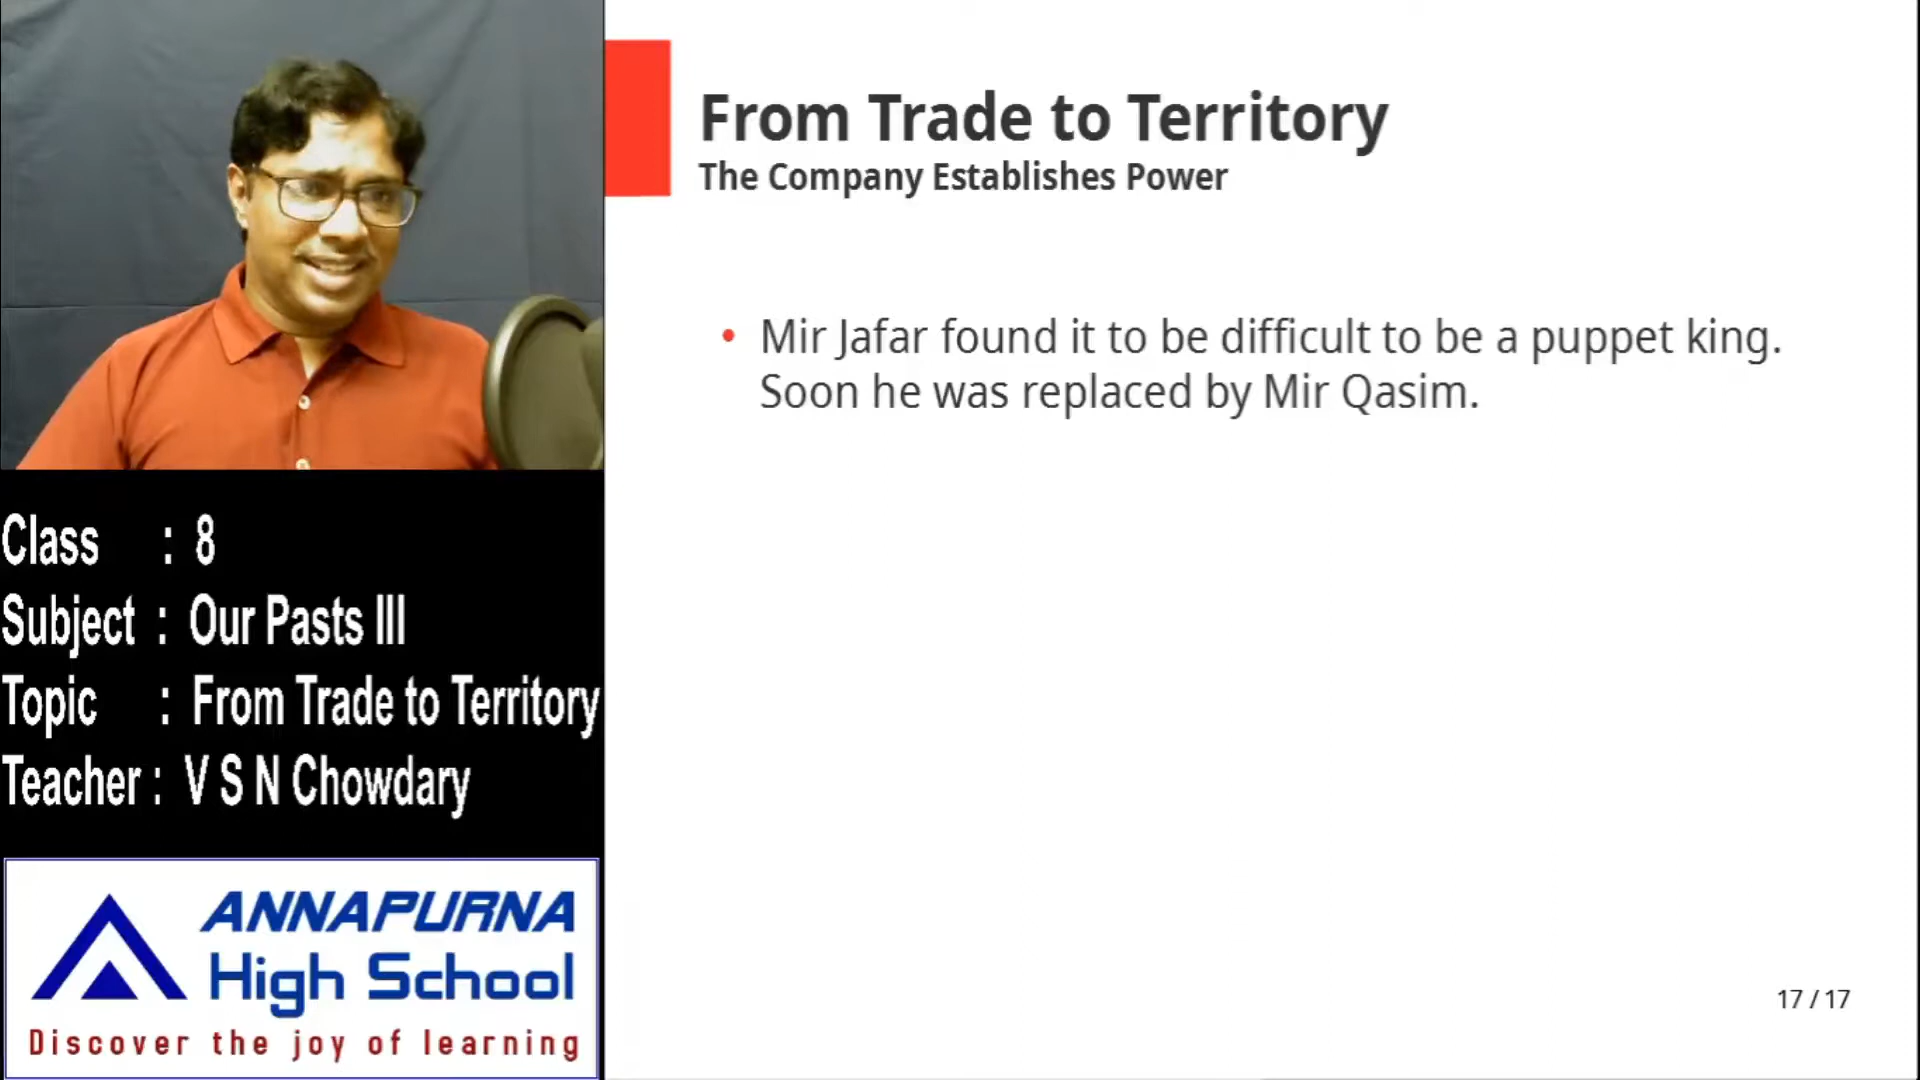 From Trade to Territory
The Company Establishes Power
• Mir Jafar found it to be difficult to be a puppet king.
Soon he was replaced by Mir Qasim.
Class : 8
Subject : Our Pasts III
Topic : From Trade to Territory
Teacher : V S N Chowdary
ANNAPURNA
High School
Discover the joy of learning
17 / 17